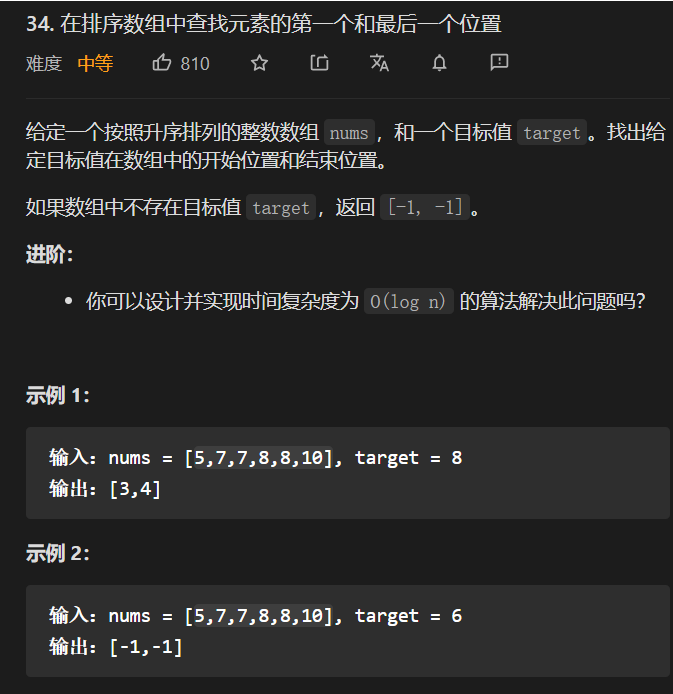 34. 在排序数组中查找元素的第一个和最后一个位置
难度 中等 810
给定一个按照升序排列的整数数组 nums，和一个目标值 target。找出给
定目标值在数组中的开始位置和结束位置。
如果数组中不存在目标值 target，返回 [-1, -1]。
进阶：
• 你可以设计并实现时间复杂度为 O(log n) 的算法解决此问题吗？
示例 1：
输入：nums = [5,7,7,8,8,10], target = 8
输出：[3,4]
示例 2：
输入：nums = [5,7,7,8,8,10], target = 6
输出：[-1,-1]